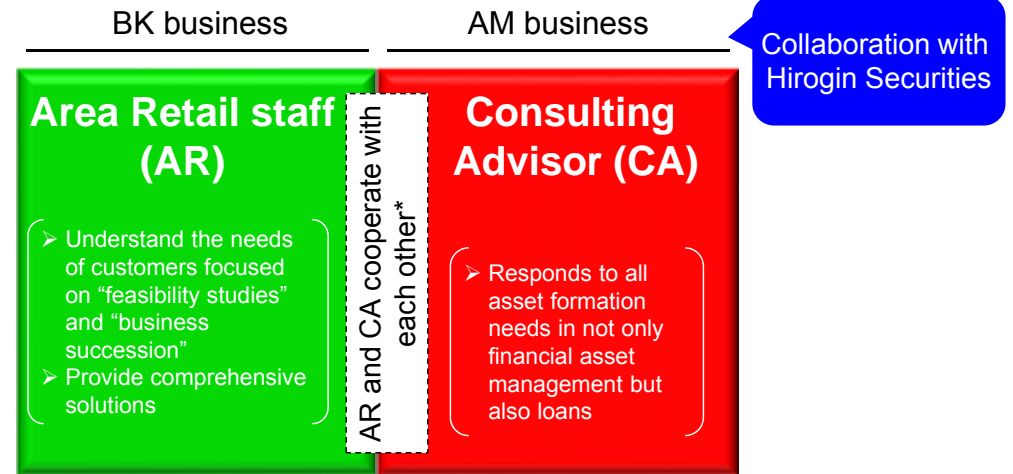 BK business
AM business
Collaboration with
Hirogin Securities
Area Retail staff
(AR)
➢ Understand the needs
of customers focused
on “feasibility studies”
and “business
succession”
➢ Provide comprehensive
solutions
AR and CA cooperate with
each other*
Consulting
Advisor (CA)
➢ Responds to all
asset formation
needs in not only
financial asset
management but
also loans